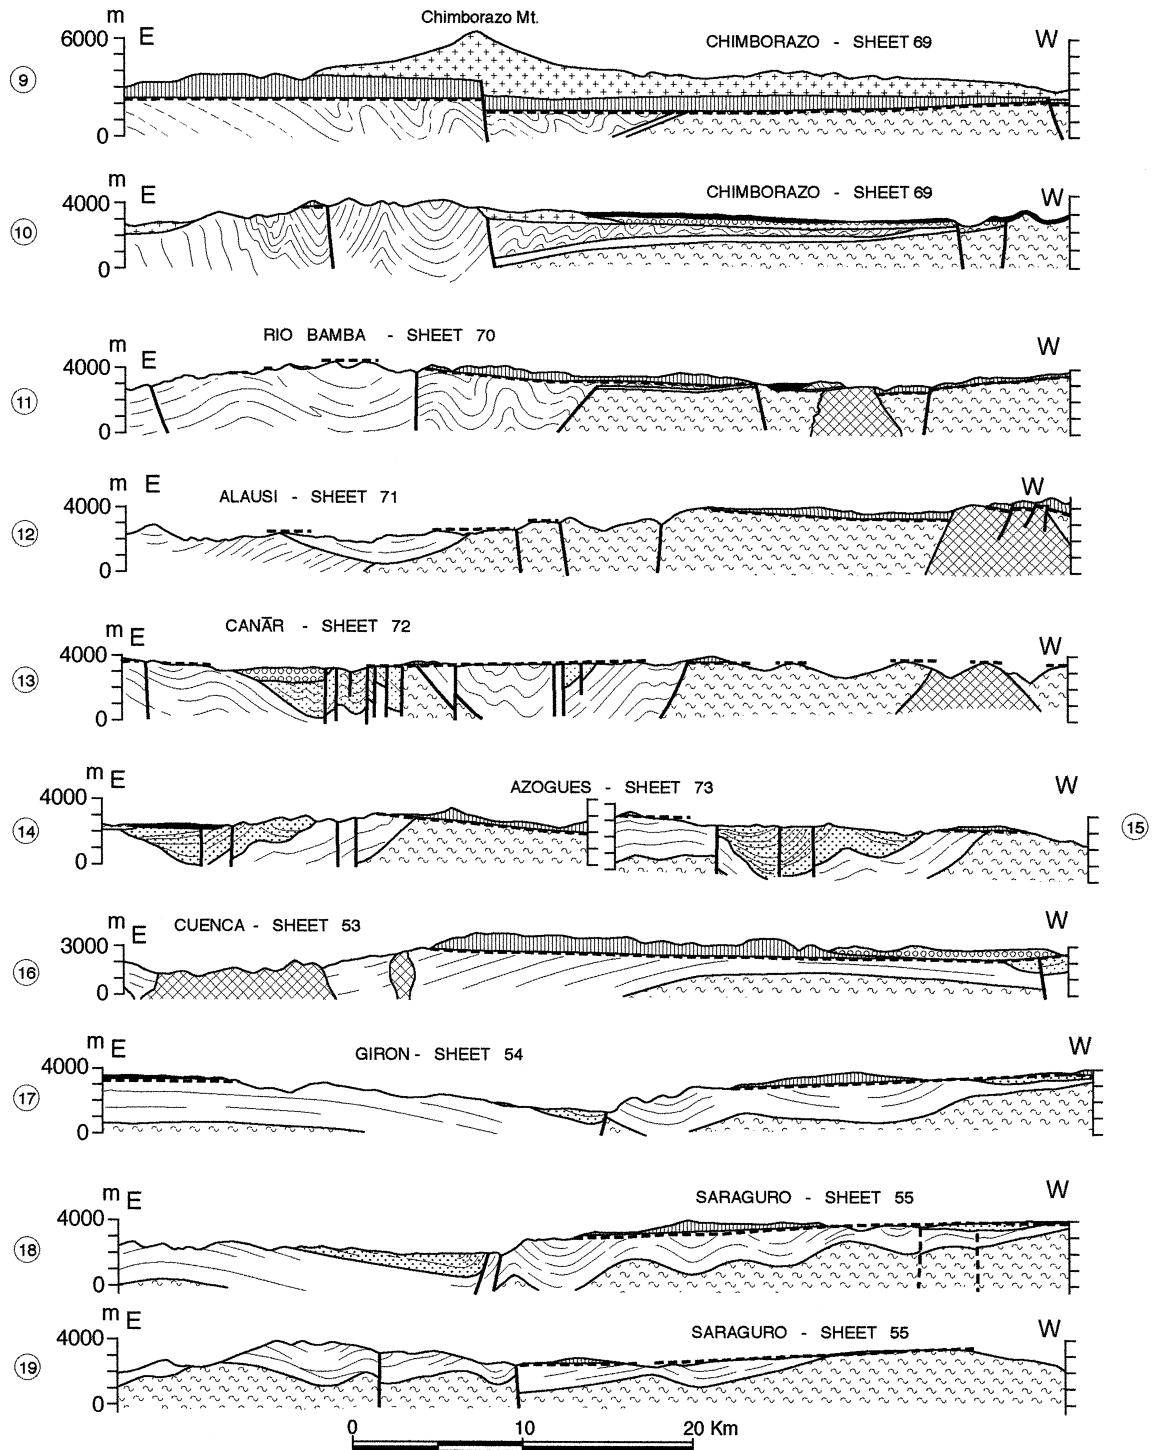 Chimborazo Mt.
m
6000 E CHIMBORAZO - SHEET 69 W
9
0
m
4000 E CHIMBORAZO - SHEET 69 W
10
0
RIO BAMBA - SHEET 70
m
4000 E W
11
0
m E ALAUSI - SHEET 71 W
4000
12
0
m E CANĀR - SHEET 72 W
4000
13
0
m E AZOGUES - SHEET 73 W
4000
14 15
0
m E CUENCA - SHEET 53 W
3000
16
0
m E GIRON - SHEET 54 W
4000
17
0
m E SARAGURO - SHEET 55 W
4000
18
0
m E SARAGURO - SHEET 55 W
4000
19
0
0 10 20 Km